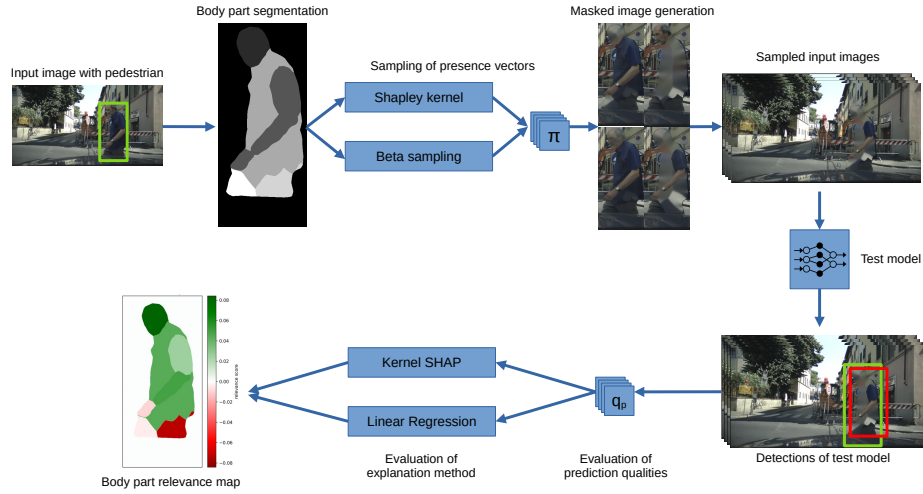 Body part segmentation
Masked image generation
Input image with pedestrian
Sampling of presence vectors
Sampled input images
Shapley kernel
Beta sampling
π
Test model
0.08
0.06
0.04
0.02
0.00
−0.02
−0.04
−0.06
−0.08
relevance score
Kernel SHAP
Linear Regression
qₚ
Body part relevance map
Evaluation of
explanation method
Evaluation of
prediction qualities
Detections of test model